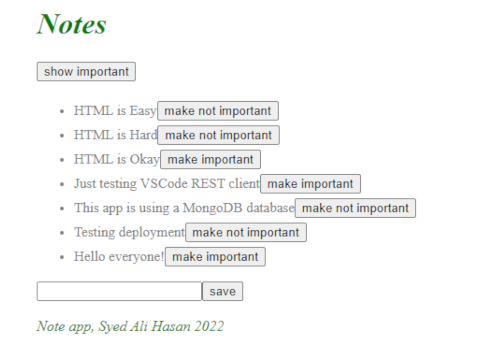 Notes
show important
HTML is Easy make not important
HTML is Hard make not important
HTML is Okay make important
Just testing VSCode REST client make important
This app is using a MongoDB database make not important
Testing deployment make not important
Hello everyone! make important
save
Note app, Syed Ali Hasan 2022